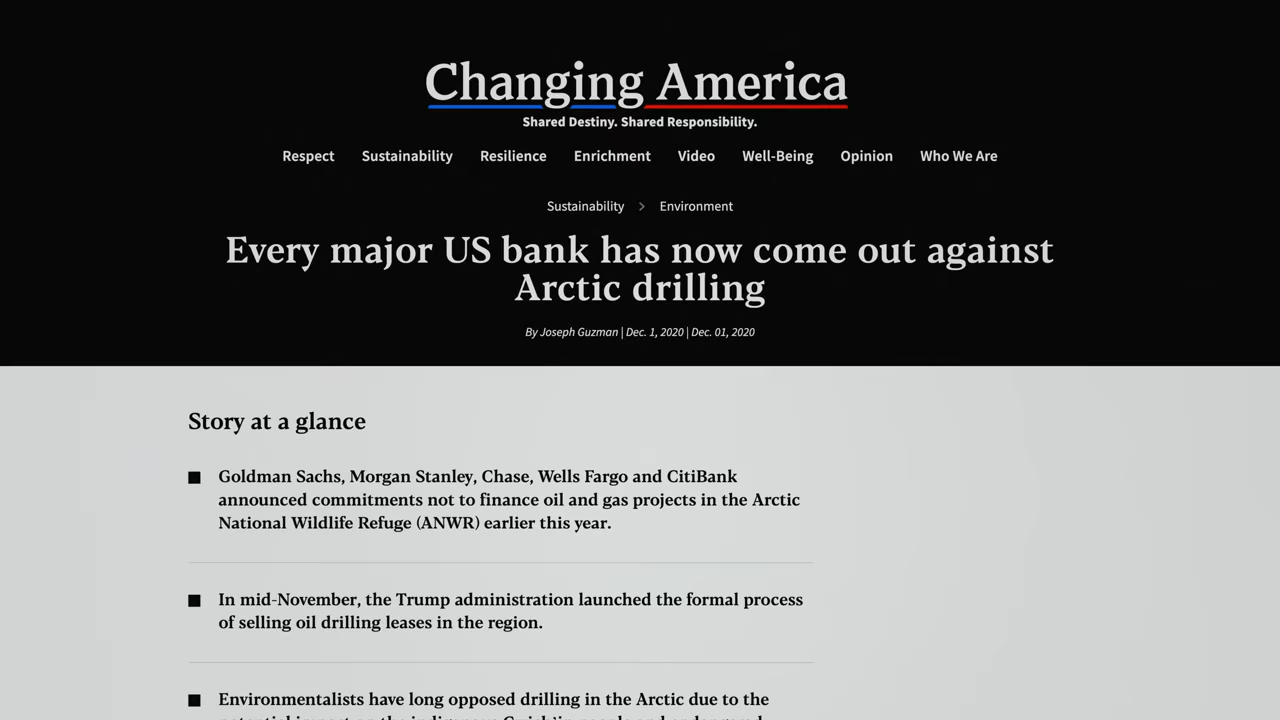 Changing America
Shared Destiny. Shared Responsibility.
Respect Sustainability Resilience Enrichment Video Well-Being Opinion Who We Are
Sustainability > Environment
Every major US bank has now come out against
Arctic drilling
By Joseph Guzman | Dec. 1, 2020 | Dec. 01, 2020
Story at a glance
■ Goldman Sachs, Morgan Stanley, Chase, Wells Fargo and CitiBank
announced commitments not to finance oil and gas projects in the Arctic
National Wildlife Refuge (ANWR) earlier this year.
■ In mid-November, the Trump administration launched the formal process
of selling oil drilling leases in the region.
■ Environmentalists have long opposed drilling in the Arctic due to the